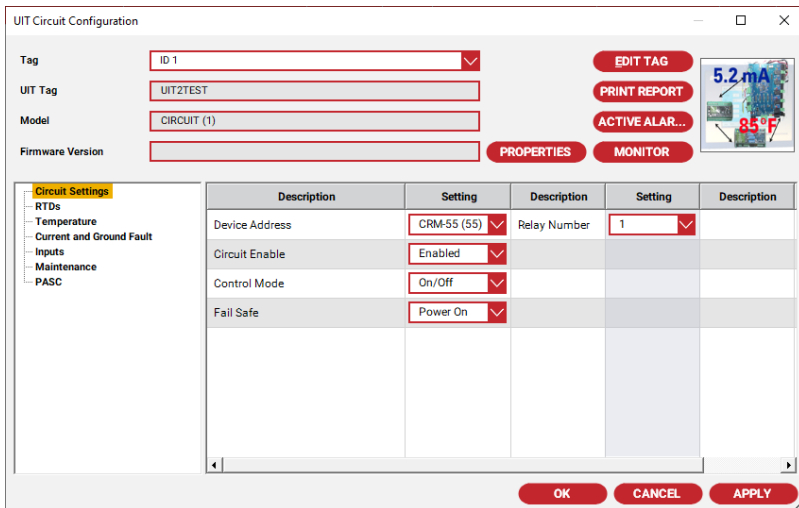 UIT Circuit Configuration
Tag ID 1 EDIT TAG
UIT Tag UIT2TEST PRINT REPORT
Model CIRCUIT (1) ACTIVE ALAR...
Firmware Version PROPERTIES MONITOR
5.2 mA
85°F
Circuit Settings
RTDs
Temperature
Current and Ground Fault
Inputs
Maintenance
PASC
Description Setting Description Setting Description
Device Address CRM-55 (55) Relay Number 1
Circuit Enable Enabled
Control Mode On/Off
Fail Safe Power On
OK CANCEL APPLY